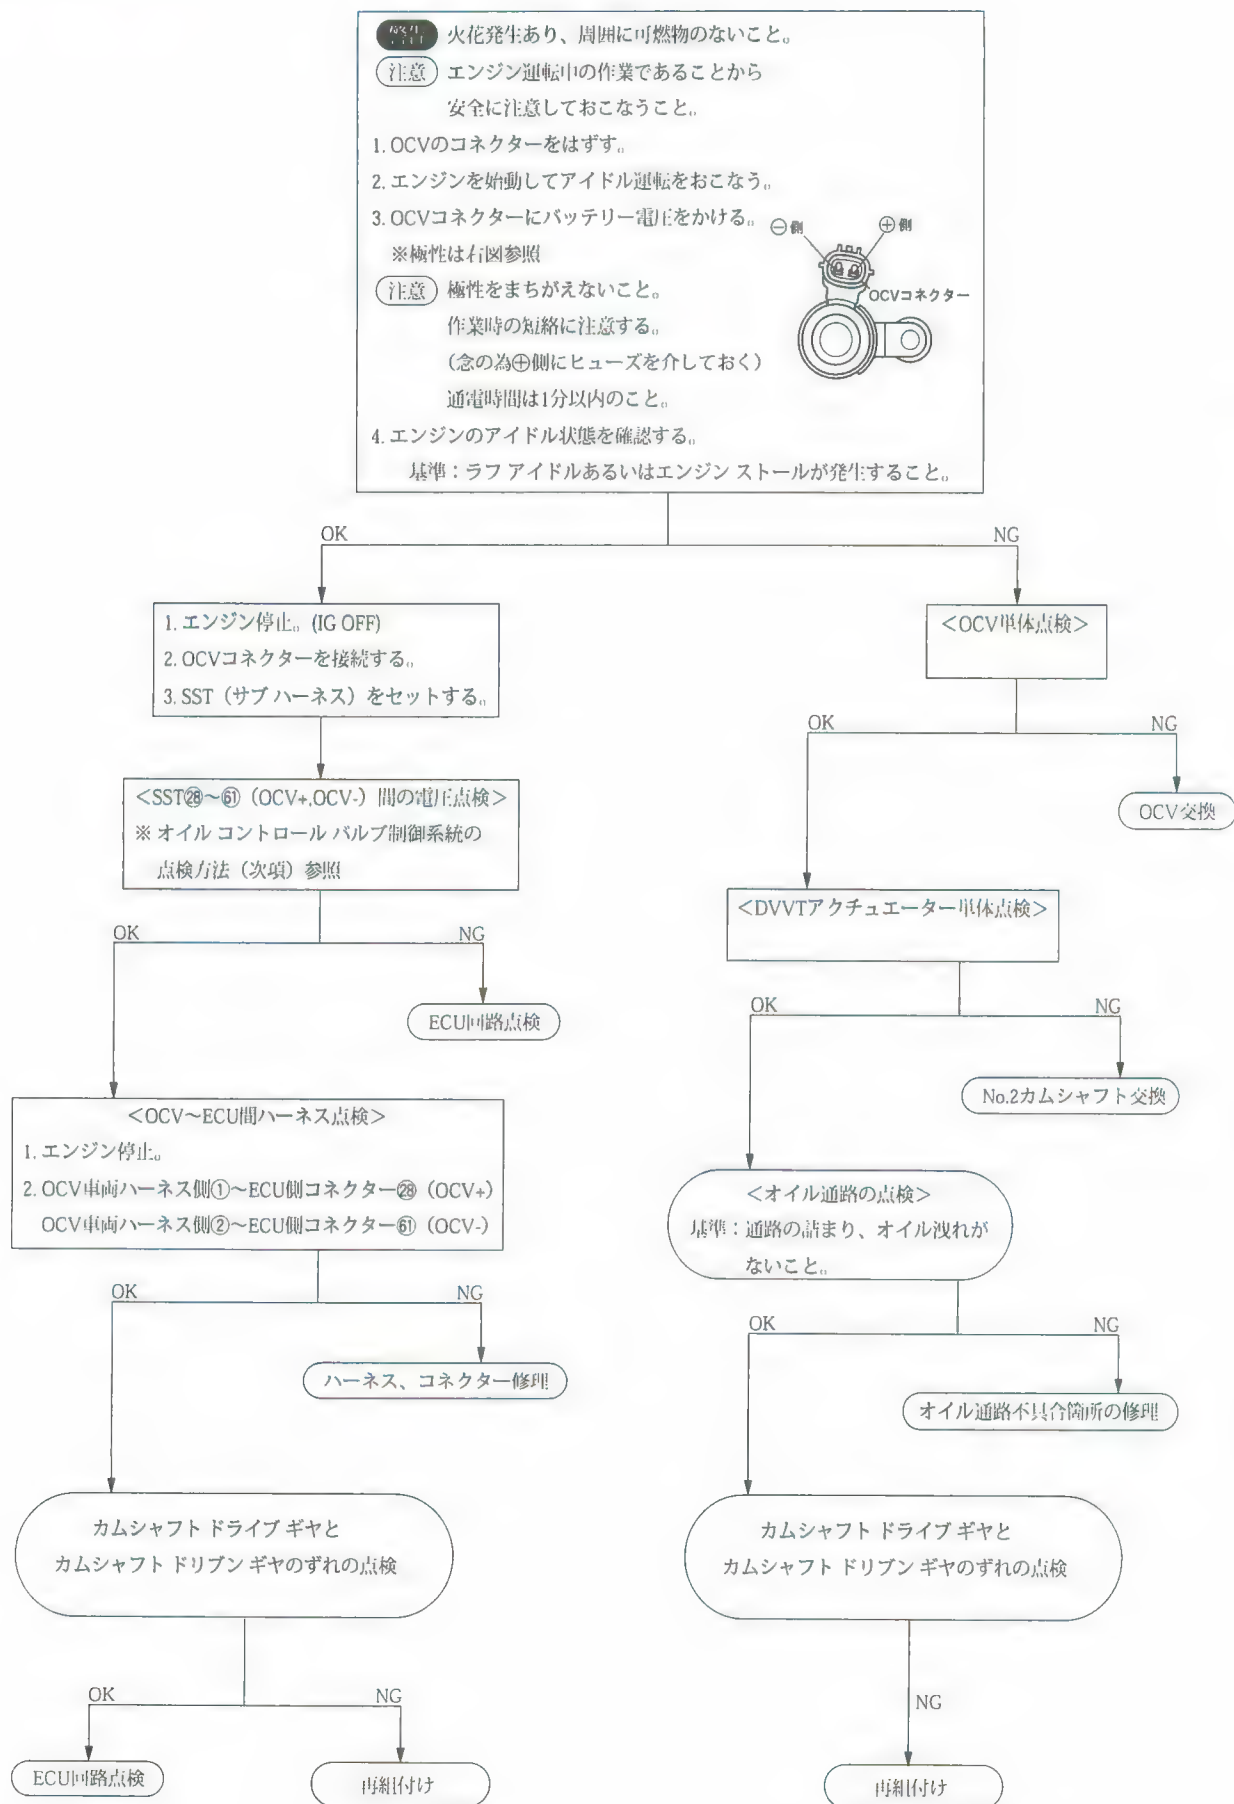 警告 火花発生あり、周囲に可燃物のないこと。
注意 エンジン運転中の作業であることから
安全に注意しておこなうこと。
1. OCVのコネクターをはずす。
2. エンジンを始動してアイドル運転をおこなう。
3. OCVコネクターにバッテリー電圧をかける。
※極性は右図参照
⊖側
⊕側
OCVコネクター
注意 極性をまちがえないこと。
作業時の短絡に注意する。
(念の為⊕側にヒューズを介しておく)
通電時間は1分以内のこと。
4. エンジンのアイドル状態を確認する。
基準：ラフ アイドルあるいはエンジン ストールが発生すること。
OK
NG
1. エンジン停止。(IG OFF)
2. OCVコネクターを接続する。
3. SST（サブ ハーネス）をセットする。
＜OCV単体点検＞
OK
NG
OCV交換
＜SST㉘～㉛（OCV+,OCV-）間の電圧点検＞
※ オイル コントロール バルブ制御系統の
点検方法（次項）参照
＜DVVTアクチュエーター単体点検＞
OK
NG
ECU回路点検
OK
NG
No.2カムシャフト交換
＜OCV～ECU間ハーネス点検＞
1. エンジン停止。
2. OCV車両ハーネス側①～ECU側コネクター㉘（OCV+）
OCV車両ハーネス側②～ECU側コネクター61（OCV-）
＜オイル通路の点検＞
基準：通路の詰まり、オイル洩れが
ないこと。
OK
NG
ハーネス、コネクター修理
OK
NG
オイル通路不具合箇所の修理
カムシャフト ドライブ ギヤと
カムシャフト ドリブン ギヤのずれの点検
カムシャフト ドライブ ギヤと
カムシャフト ドリブン ギヤのずれの点検
OK
NG
NG
ECU回路点検
再組付け
再組付け